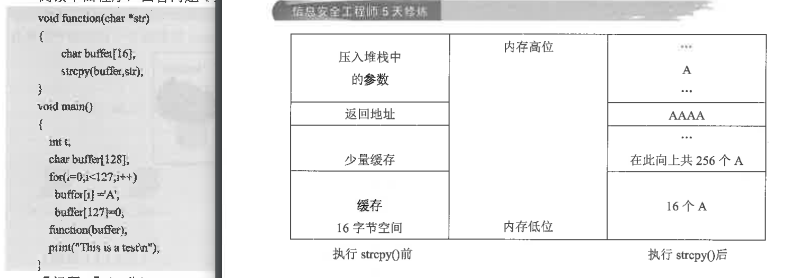 void function(char *str)
{
char buffer[16],
strcpy(buffer,str),
}
void main()
{
int t,
char buffer[128],
for(i=0;i<127;i++)
buffer[i] ='A',
buffer[127]=0,
function(buffer),
print("This is a test\n"),
}
信息安全工程师 5 天修炼
压入堆栈中
的参数
内存高位
…
A
…
返回地址
AAAA
少量缓存
…
在此向上共 256 个 A
缓存
16 字节空间
内存低位
16 个 A
执行 strcpy()前
执行 strcpy()后